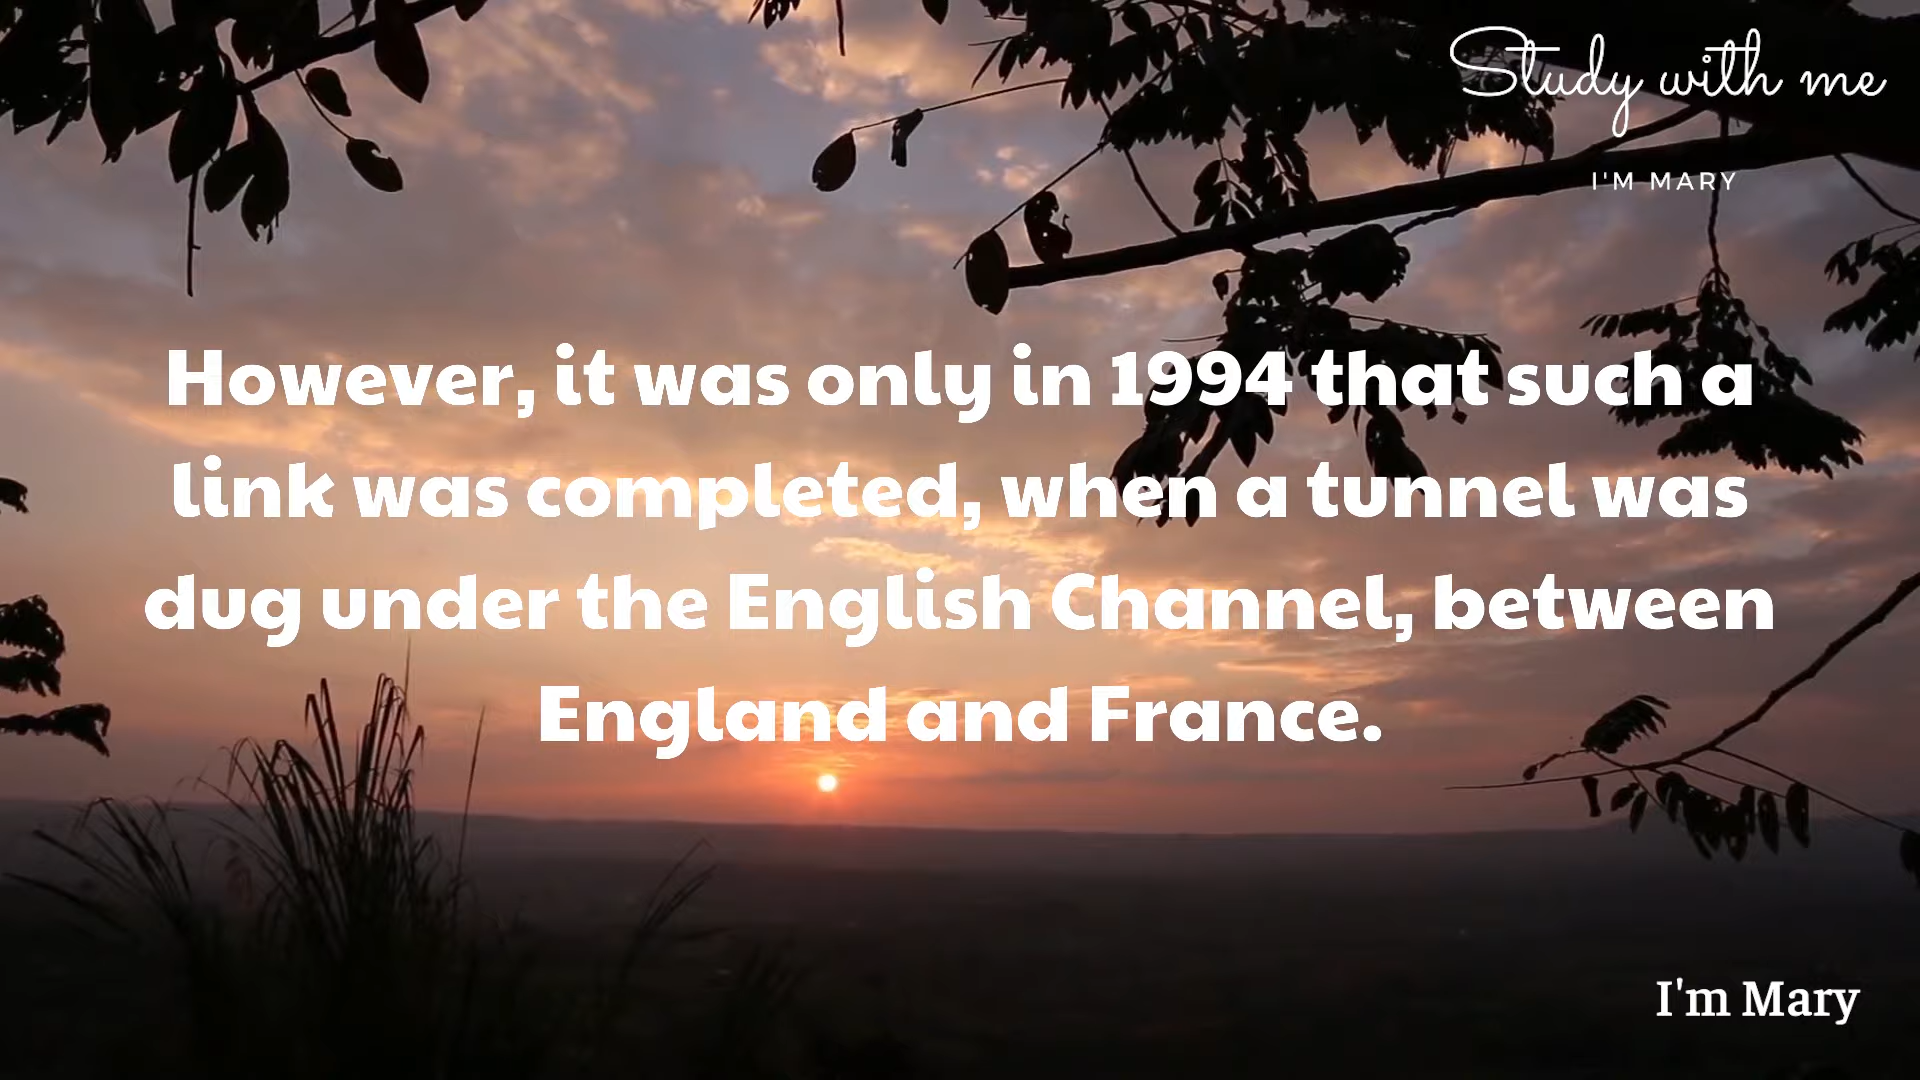 Study with me
I'M MARY
However, it was only in 1994 that such a
link was completed, when a tunnel was
dug under the English Channel, between
England and France.
I'm Mary